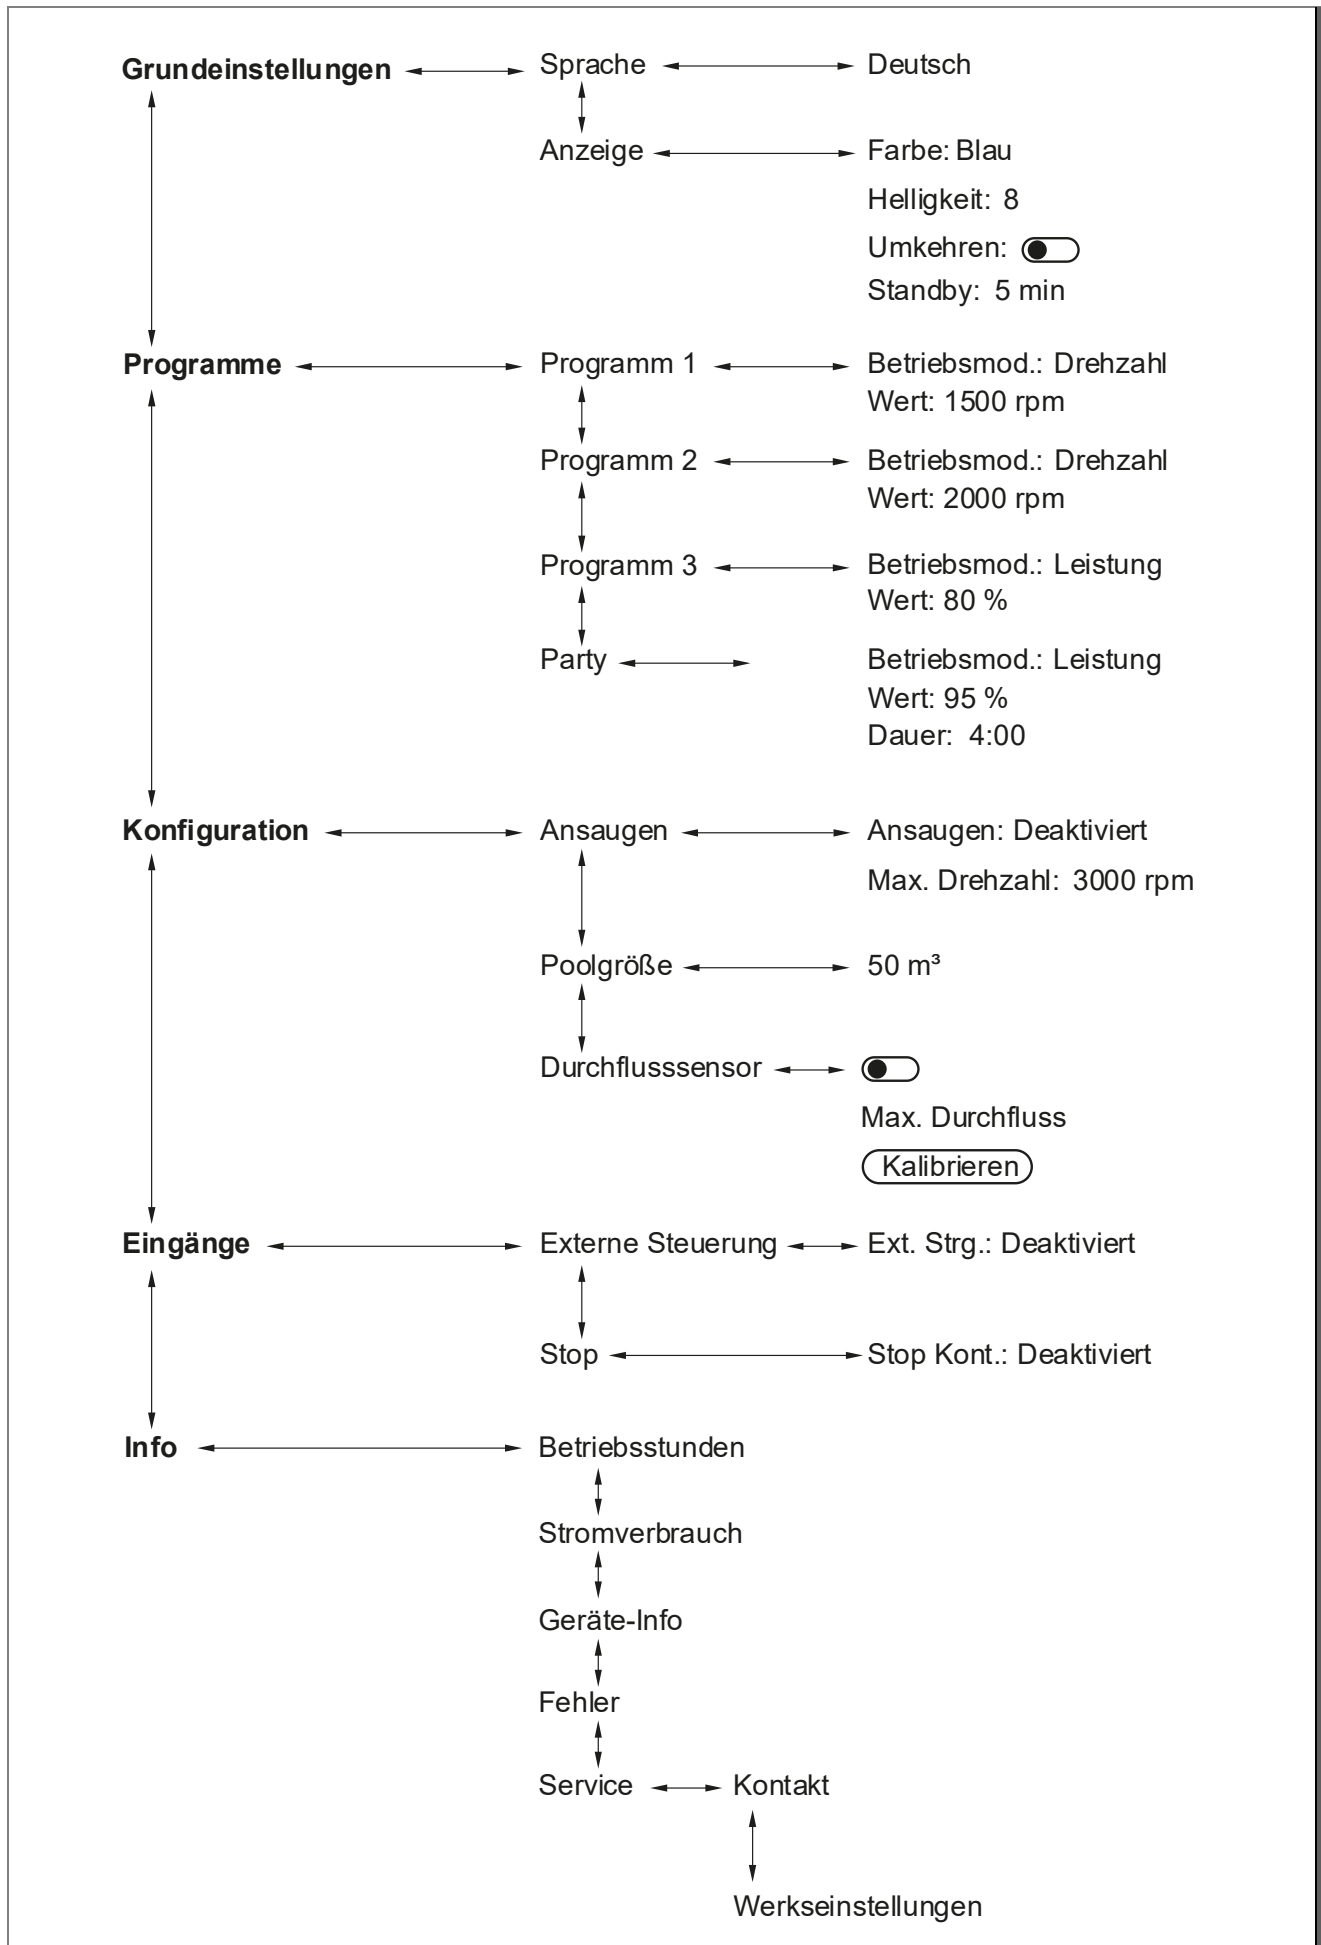 Grundeinstellungen Sprache Deutsch
Anzeige Farbe: Blau
Helligkeit: 8
Umkehren:
Standby: 5 min
Programme Programm 1 Betriebsmod.: Drehzahl
Wert: 1500 rpm
Programm 2 Betriebsmod.: Drehzahl
Wert: 2000 rpm
Programm 3 Betriebsmod.: Leistung
Wert: 80 %
Party Betriebsmod.: Leistung
Wert: 95 %
Dauer: 4:00
Konfiguration Ansaugen Ansaugen: Deaktiviert
Max. Drehzahl: 3000 rpm
Poolgröße 50 m³
Durchflusssensor
Max. Durchfluss
Kalibrieren
Eingänge Externe Steuerung Ext. Strg.: Deaktiviert
Stop Stop Kont.: Deaktiviert
Info Betriebsstunden
Stromverbrauch
Geräte-Info
Fehler
Service Kontakt
Werkseinstellungen